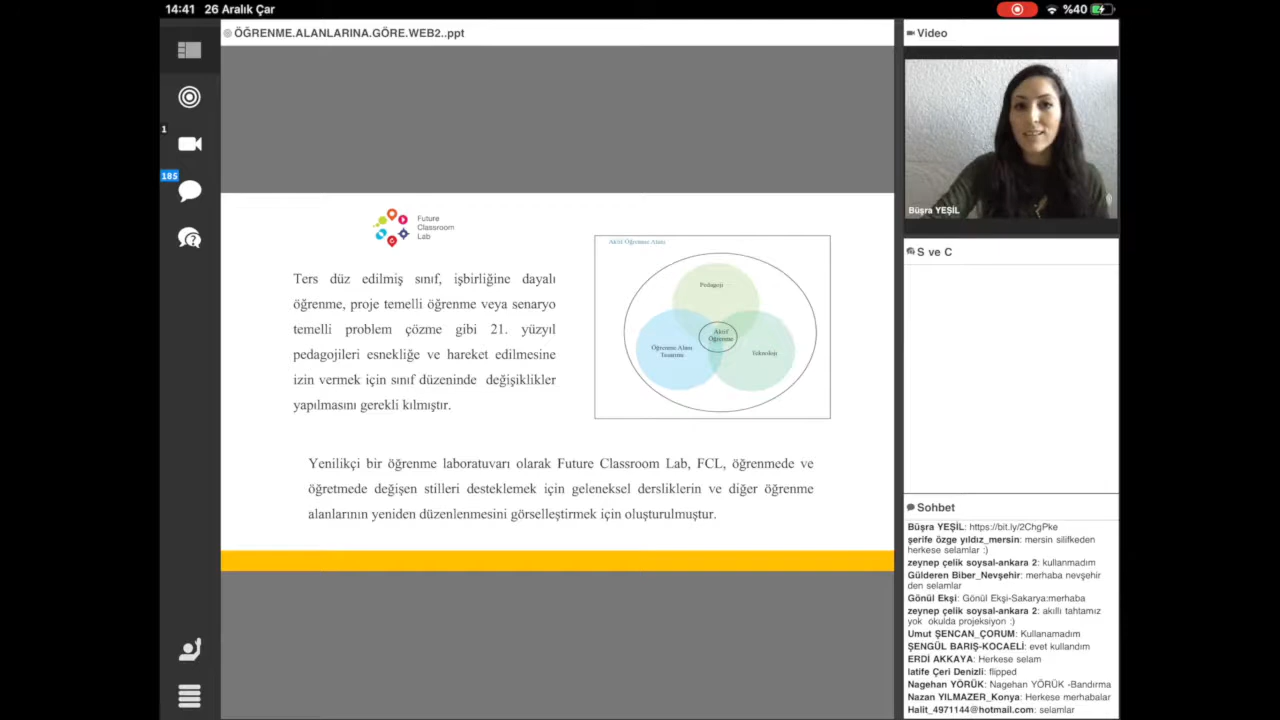 14:41 26 Aralık Çar
%40
ÖĞRENME.ALANLARINA.GÖRE.WEB2..ppt
1
185
Future
Classroom
Lab
Ters düz edilmiş sınıf, işbirliğine dayalı
öğrenme, proje temelli öğrenme veya senaryo
temelli problem çözme gibi 21. yüzyıl
pedagojileri esnekliğe ve hareket edilmesine
izin vermek için sınıf düzeninde değişiklikler
yapılmasını gerekli kılmıştır.
Aktif Öğrenme Alanı
Pedagoji
Aktif
Öğrenme
Öğrenme Alanı
Tasarımı
Teknoloji
Yenilikçi bir öğrenme laboratuvarı olarak Future Classroom Lab, FCL, öğrenmede ve
öğretmede değişen stilleri desteklemek için geleneksel dersliklerin ve diğer öğrenme
alanlarının yeniden düzenlenmesini görselleştirmek için oluşturulmuştur.
Video
Büşra YEŞİL
S ve C
Sohbet
Büşra YEŞİL: https://bit.ly/2ChgPke
şerife özge yıldız_mersin: mersin silifkeden
herkese selamlar :)
zeynep çelik soysal-ankara 2: kullanmadım
Gülderen Biber_Nevşehir: merhaba nevşehir
den selamlar
Gönül Ekşi: Gönül Ekşi-Sakarya:merhaba
zeynep çelik soysal-ankara 2: akıllı tahtamız
yok okulda projeksiyon :)
Umut ŞENCAN_ÇORUM: Kullanamadım
ŞENGÜL BARIŞ-KOCAELİ: evet kullandım
ERDİ AKKAYA: Herkese selam
latife Çeri Denizli: flipped
Nagehan YÖRÜK: Nagehan YÖRÜK -Bandırma
Nazan YILMAZER_Konya: Herkese merhabalar
Halit_4971144@hotmail.com: selamlar